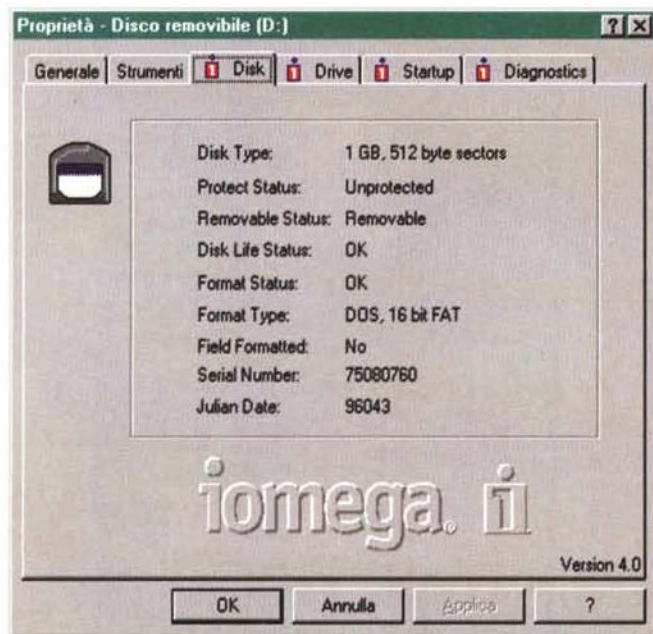 Proprietà - Disco removibile (D:)
Generale Strumenti Disk Drive Startup Diagnostics
Disk Type: 1 GB, 512 byte sectors
Protect Status: Unprotected
Removable Status: Removable
Disk Life Status: OK
Format Status: OK
Format Type: DOS, 16 bit FAT
Field Formatted: No
Serial Number: 75080760
Julian Date: 96043
iomega. i
Version 4.0
OK Annulla Applica ?